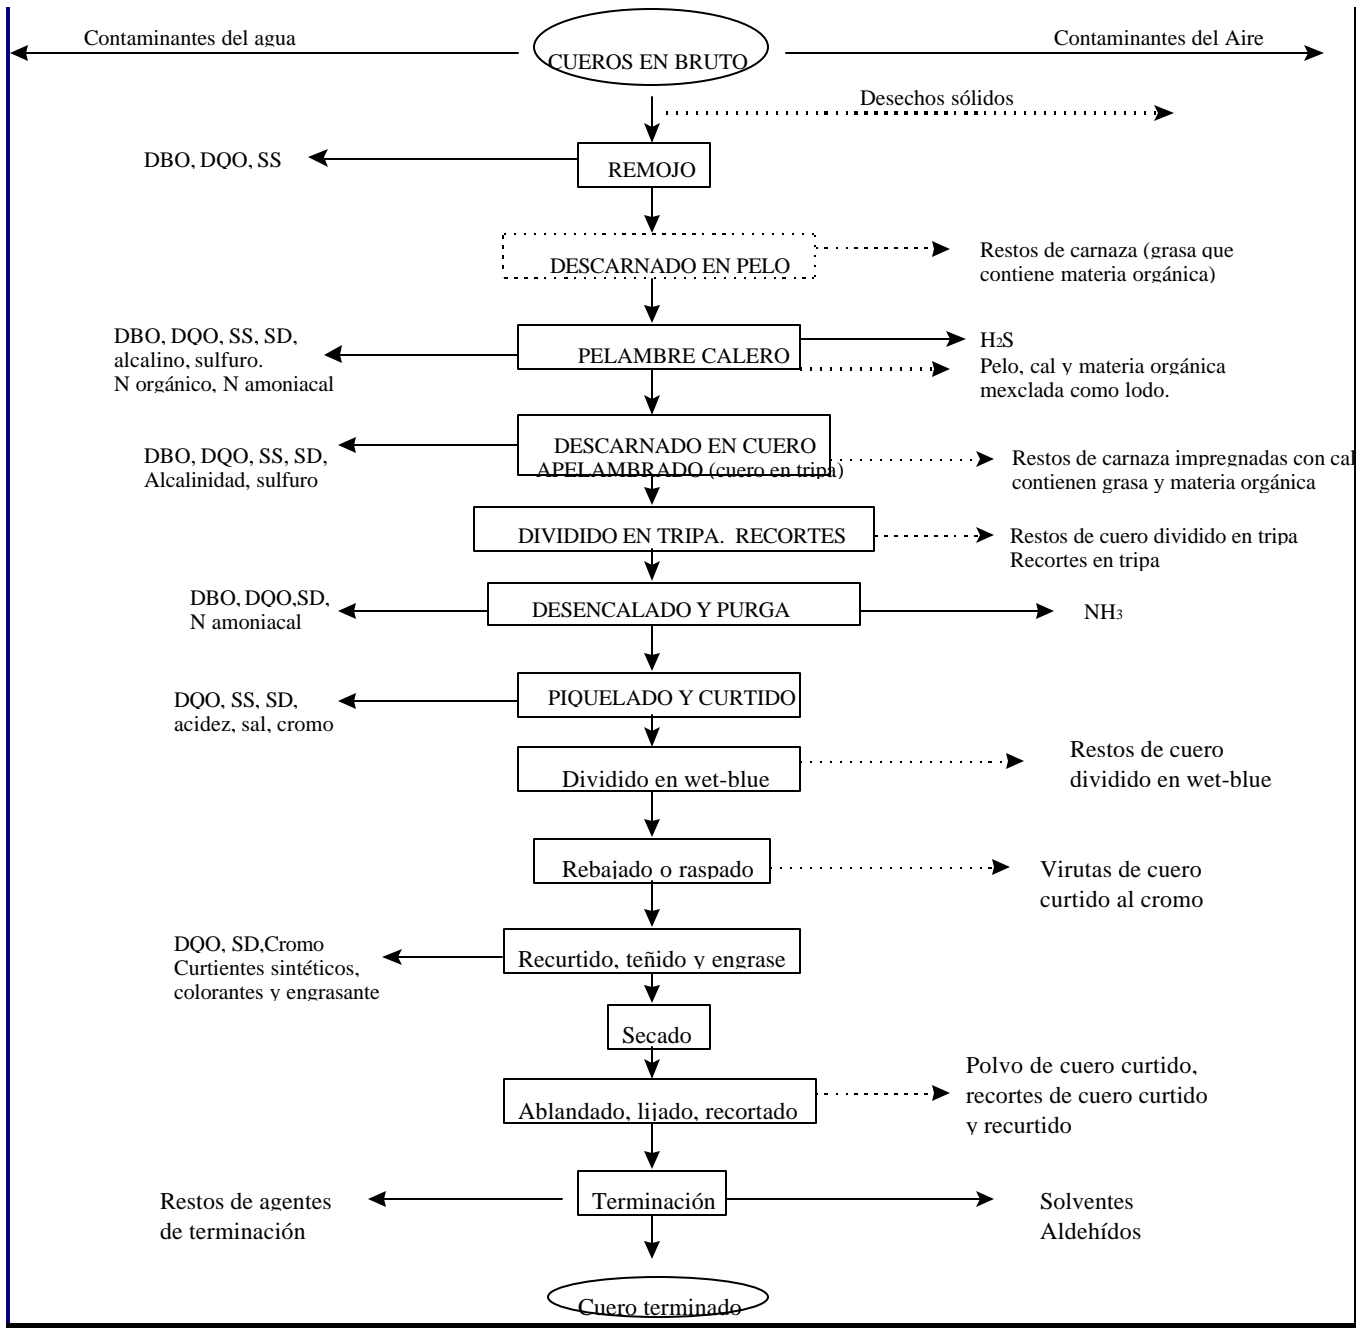 Contaminantes del agua
CUEROS EN BRUTO
Contaminantes del Aire
Desechos sólidos
DBO, DQO, SS
REMOJO
DESCARNADO EN PELO
Restos de carnaza (grasa que
contiene materia orgánica)
DBO, DQO, SS, SD,
alcalino, sulfuro.
N orgánico, N amoniacal
PELAMBRE CALERO
H2S
Pelo, cal y materia orgánica
mexclada como lodo.
DBO, DQO, SS, SD,
Alcalinidad, sulfuro
DESCARNADO EN CUERO
APELAMBRADO (cuero en tripa)
Restos de carnaza impregnadas con cal
contienen grasa y materia orgánica
DIVIDIDO EN TRIPA. RECORTES
Restos de cuero dividido en tripa
Recortes en tripa
DBO, DQO,SD,
N amoniacal
DESENCALADO Y PURGA
NH3
DQO, SS, SD,
acidez, sal, cromo
PIQUELADO Y CURTIDO
Dividido en wet-blue
Restos de cuero
dividido en wet-blue
Rebajado o raspado
Virutas de cuero
curtido al cromo
DQO, SD,Cromo
Curtientes sintéticos,
colorantes y engrasante
Recurtido, teñido y engrase
Secado
Ablandado, lijado, recortado
Polvo de cuero curtido,
recortes de cuero curtido
y recurtido
Restos de agentes
de terminación
Terminación
Solventes
Aldehídos
Cuero terminado